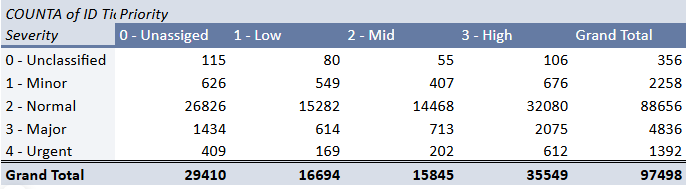 COUNTA of ID Tic Priority
Severity 0 - Unassiged 1 - Low 2 - Mid 3 - High Grand Total
0 - Unclassified 115 80 55 106 356
1 - Minor 626 549 407 676 2258
2 - Normal 26826 15282 14468 32080 88656
3 - Major 1434 614 713 2075 4836
4 - Urgent 409 169 202 612 1392
Grand Total 29410 16694 15845 35549 97498